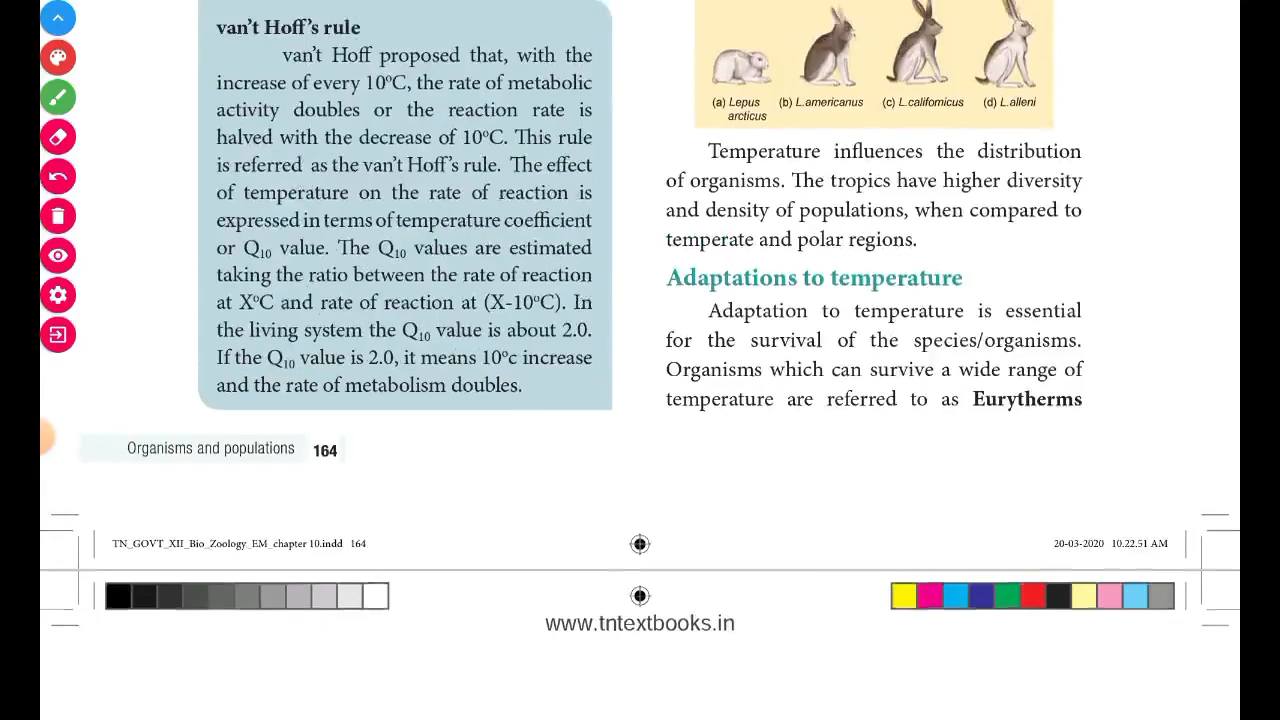 van't Hoff's rule
van't Hoff proposed that, with the
increase of every 10ºC, the rate of metabolic
activity doubles or the reaction rate is
halved with the decrease of 10ºC. This rule
is referred as the van't Hoff's rule. The effect
of temperature on the rate of reaction is
expressed in terms of temperature coefficient
or Q10 value. The Q10 values are estimated
taking the ratio between the rate of reaction
at XºC and rate of reaction at (X-10ºC). In
the living system the Q10 value is about 2.0.
If the Q10 value is 2.0, it means 10ºc increase
and the rate of metabolism doubles.
(a) Lepus arcticus (b) L.americanus (c) L.califomicus (d) L.alleni
Temperature influences the distribution
of organisms. The tropics have higher diversity
and density of populations, when compared to
temperate and polar regions.
Adaptations to temperature
Adaptation to temperature is essential
for the survival of the species/organisms.
Organisms which can survive a wide range of
temperature are referred to as Eurytherms
Organisms and populations 164
TN_GOVT_XII_Bio_Zoology_EM_chapter 10.indd 164
20-03-2020 10.22.51 AM
www.tntextbooks.in